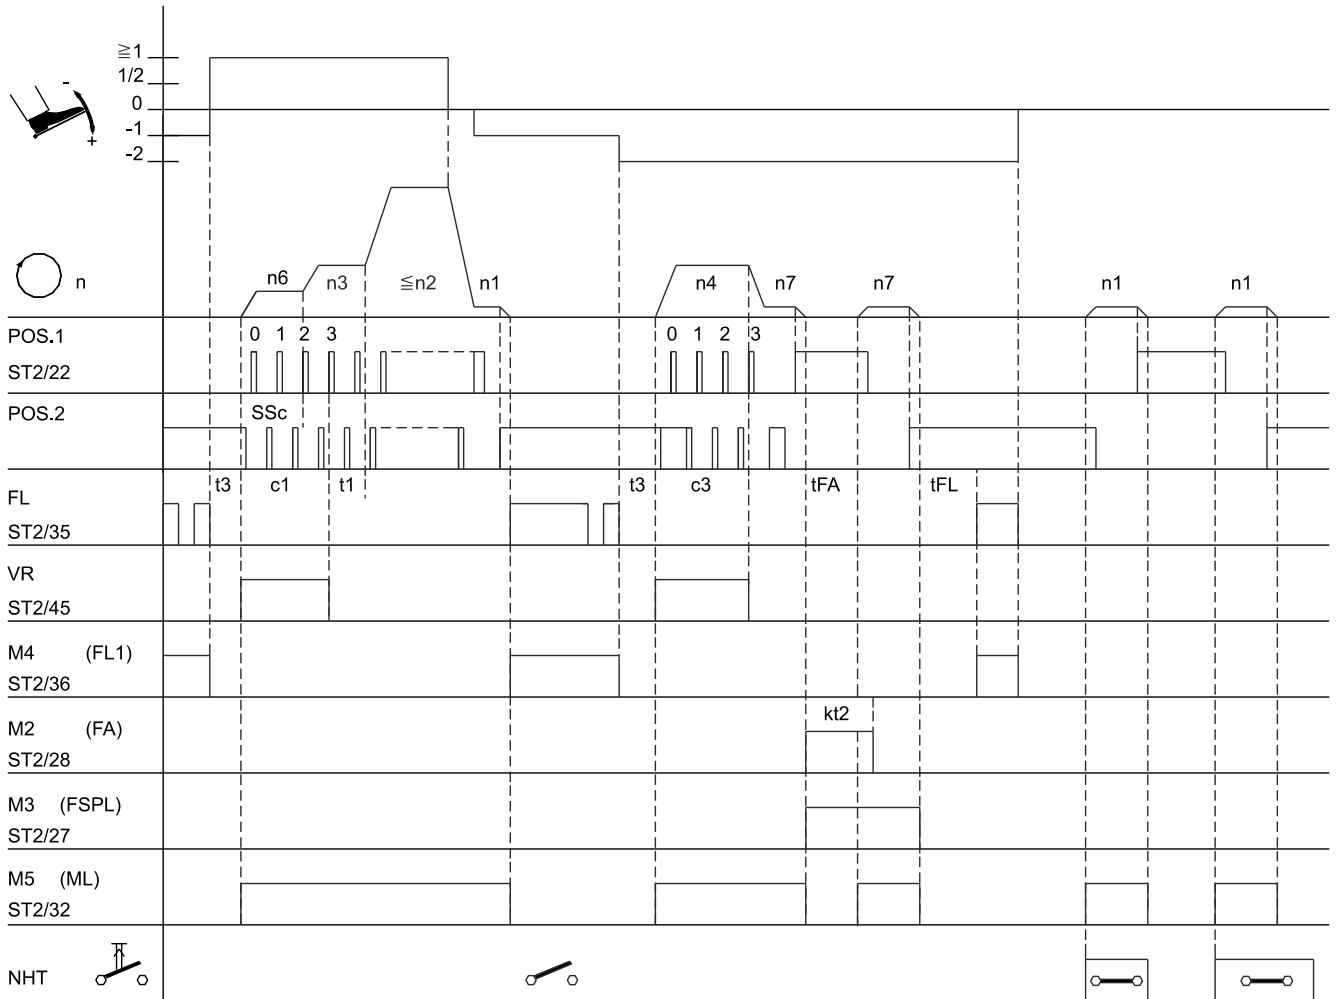 ≧1
1/2
0
-1
-2
-
+
n
n6
n3
≦n2
n1
n4
n7
n7
n1
n1
POS.1
0 1 2 3
0 1 2 3
ST2/22
POS.2
SSc
t3 c1 t1 t3 c3 tFA tFL
FL
ST2/35
VR
ST2/45
M4 (FL1)
ST2/36
kt2
M2 (FA)
ST2/28
M3 (FSPL)
ST2/27
M5 (ML)
ST2/32
NHT